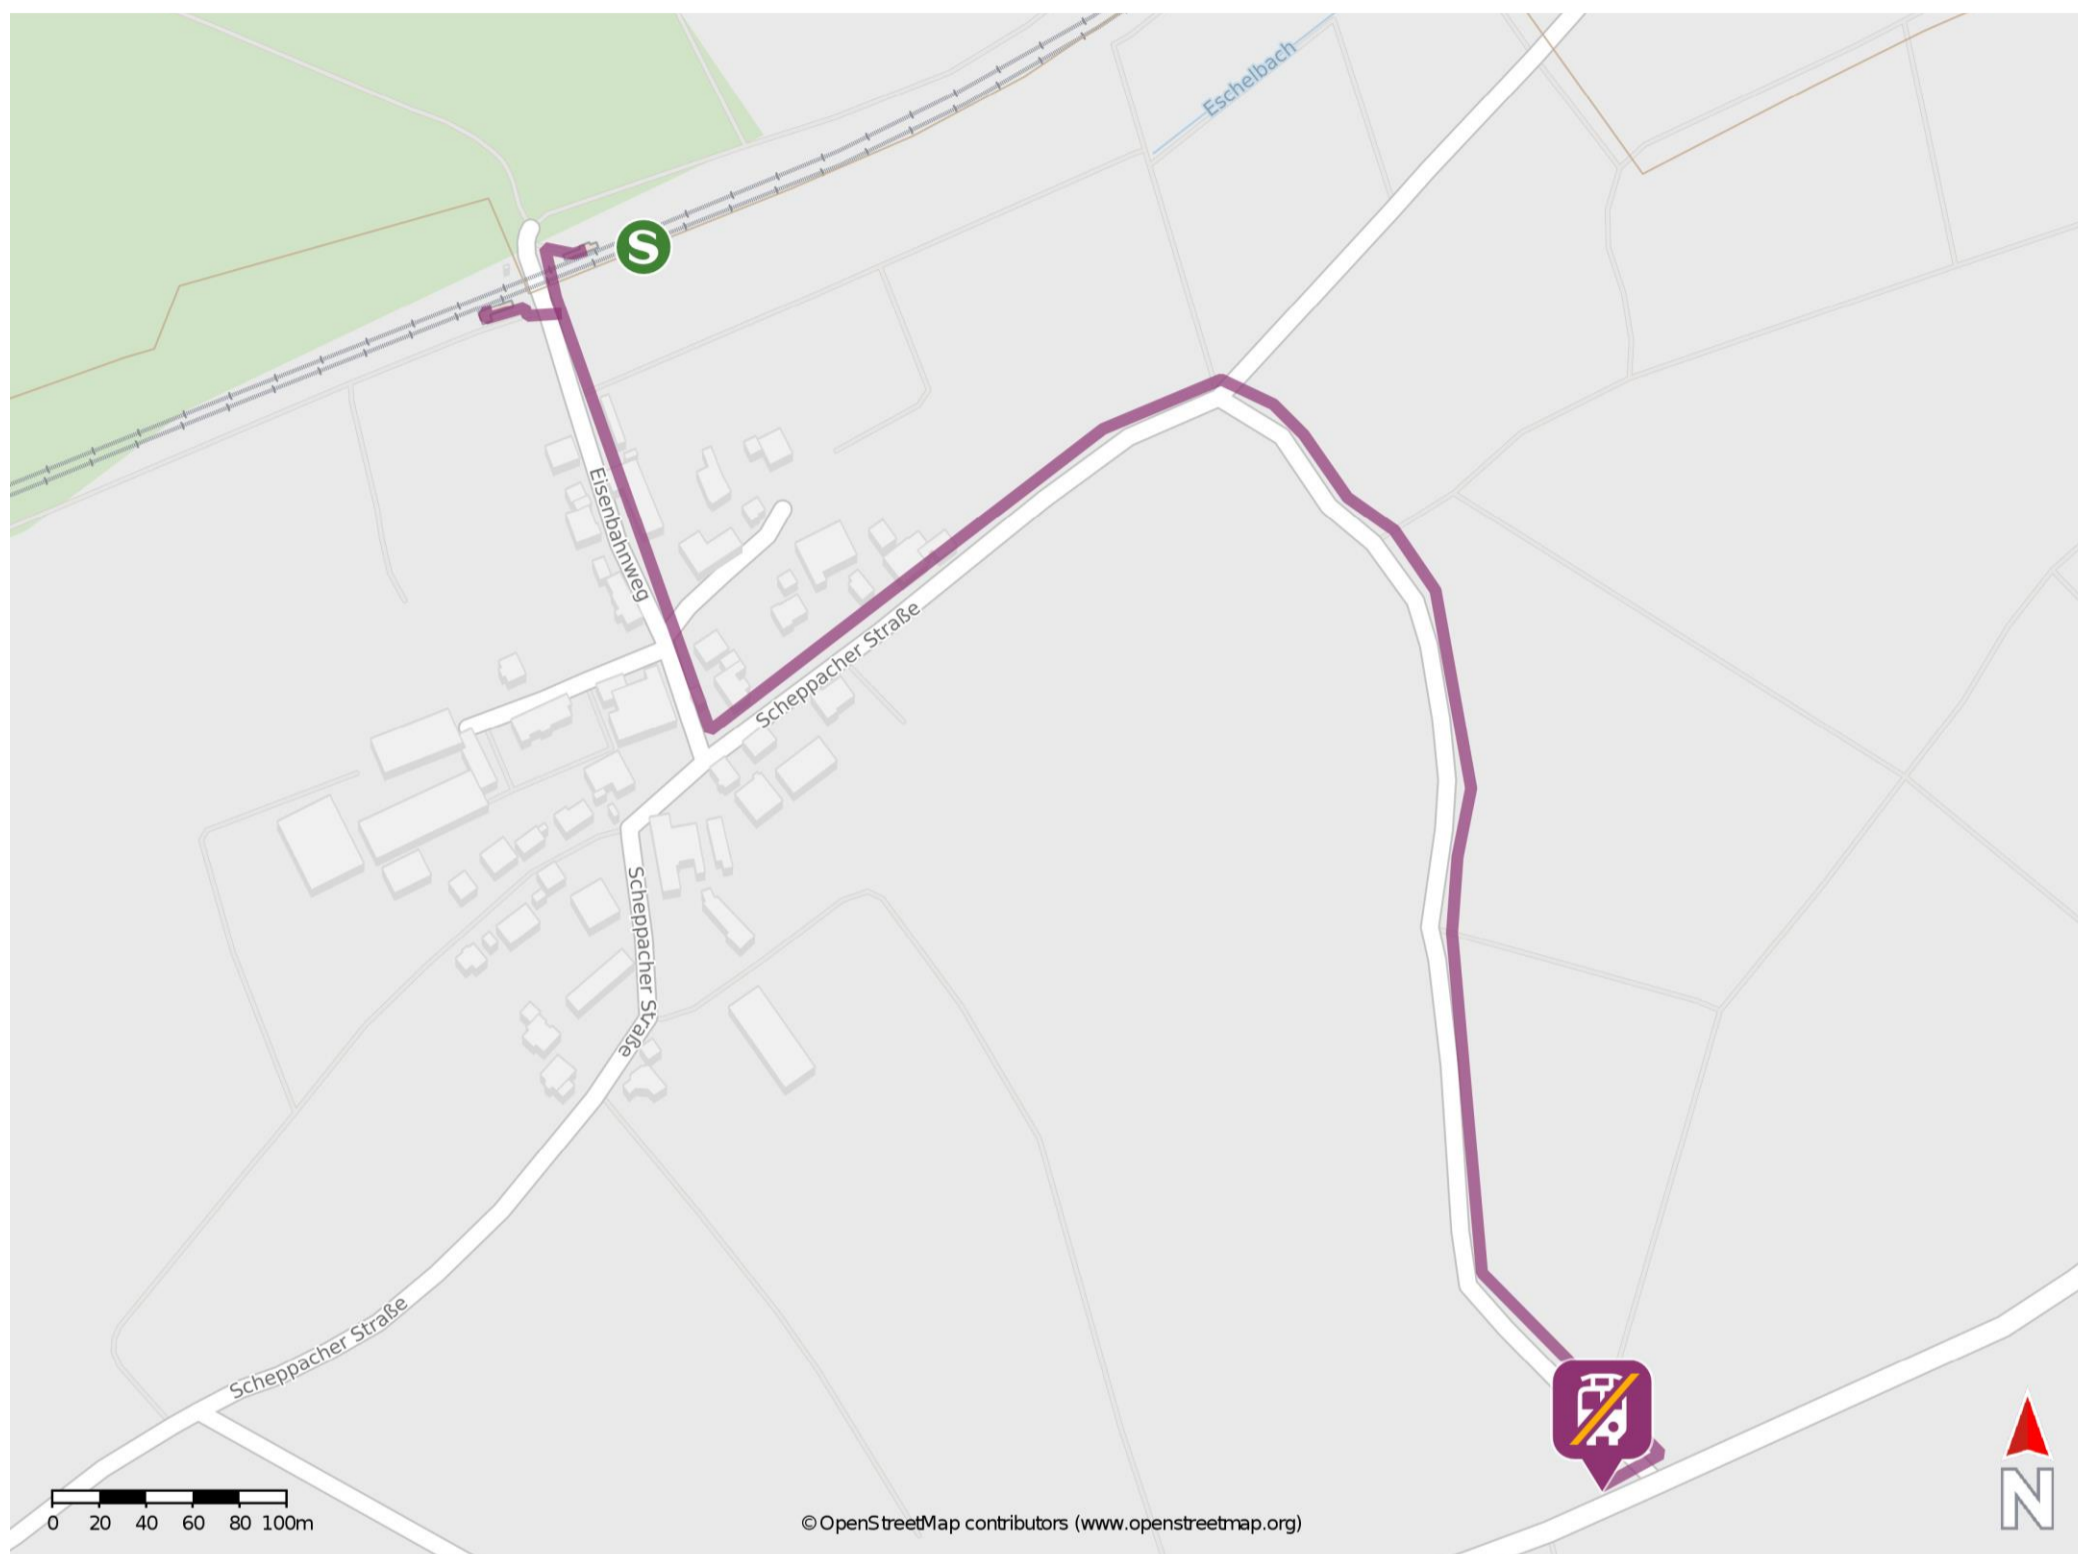 Eschelbach
S
Eisenbahnweg
Scheppacher Straße
Scheppacher Straße
Scheppacher Straße
0 20 40 60 80 100m
© OpenStreetMap contributors (www.openstreetmap.org)
N